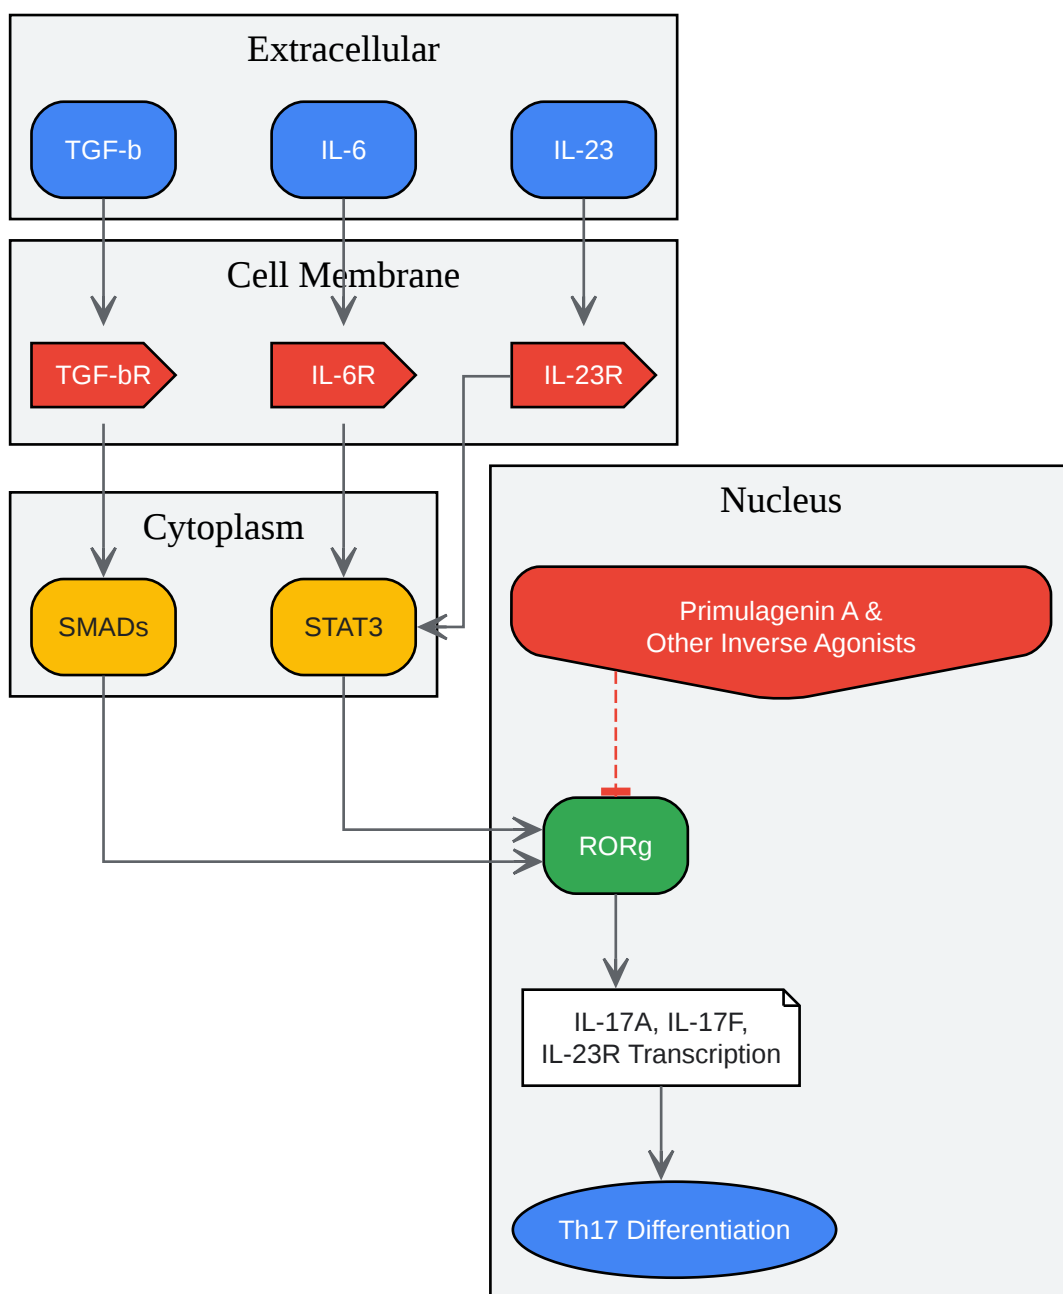 Extracellular
TGF-b
IL-6
IL-23
Cell Membrane
TGF-bR
IL-6R
IL-23R
Cytoplasm
SMADs
STAT3
Nucleus
Primulagenin A &
Other Inverse Agonists
RORg
IL-17A, IL-17F,
IL-23R Transcription
Th17 Differentiation